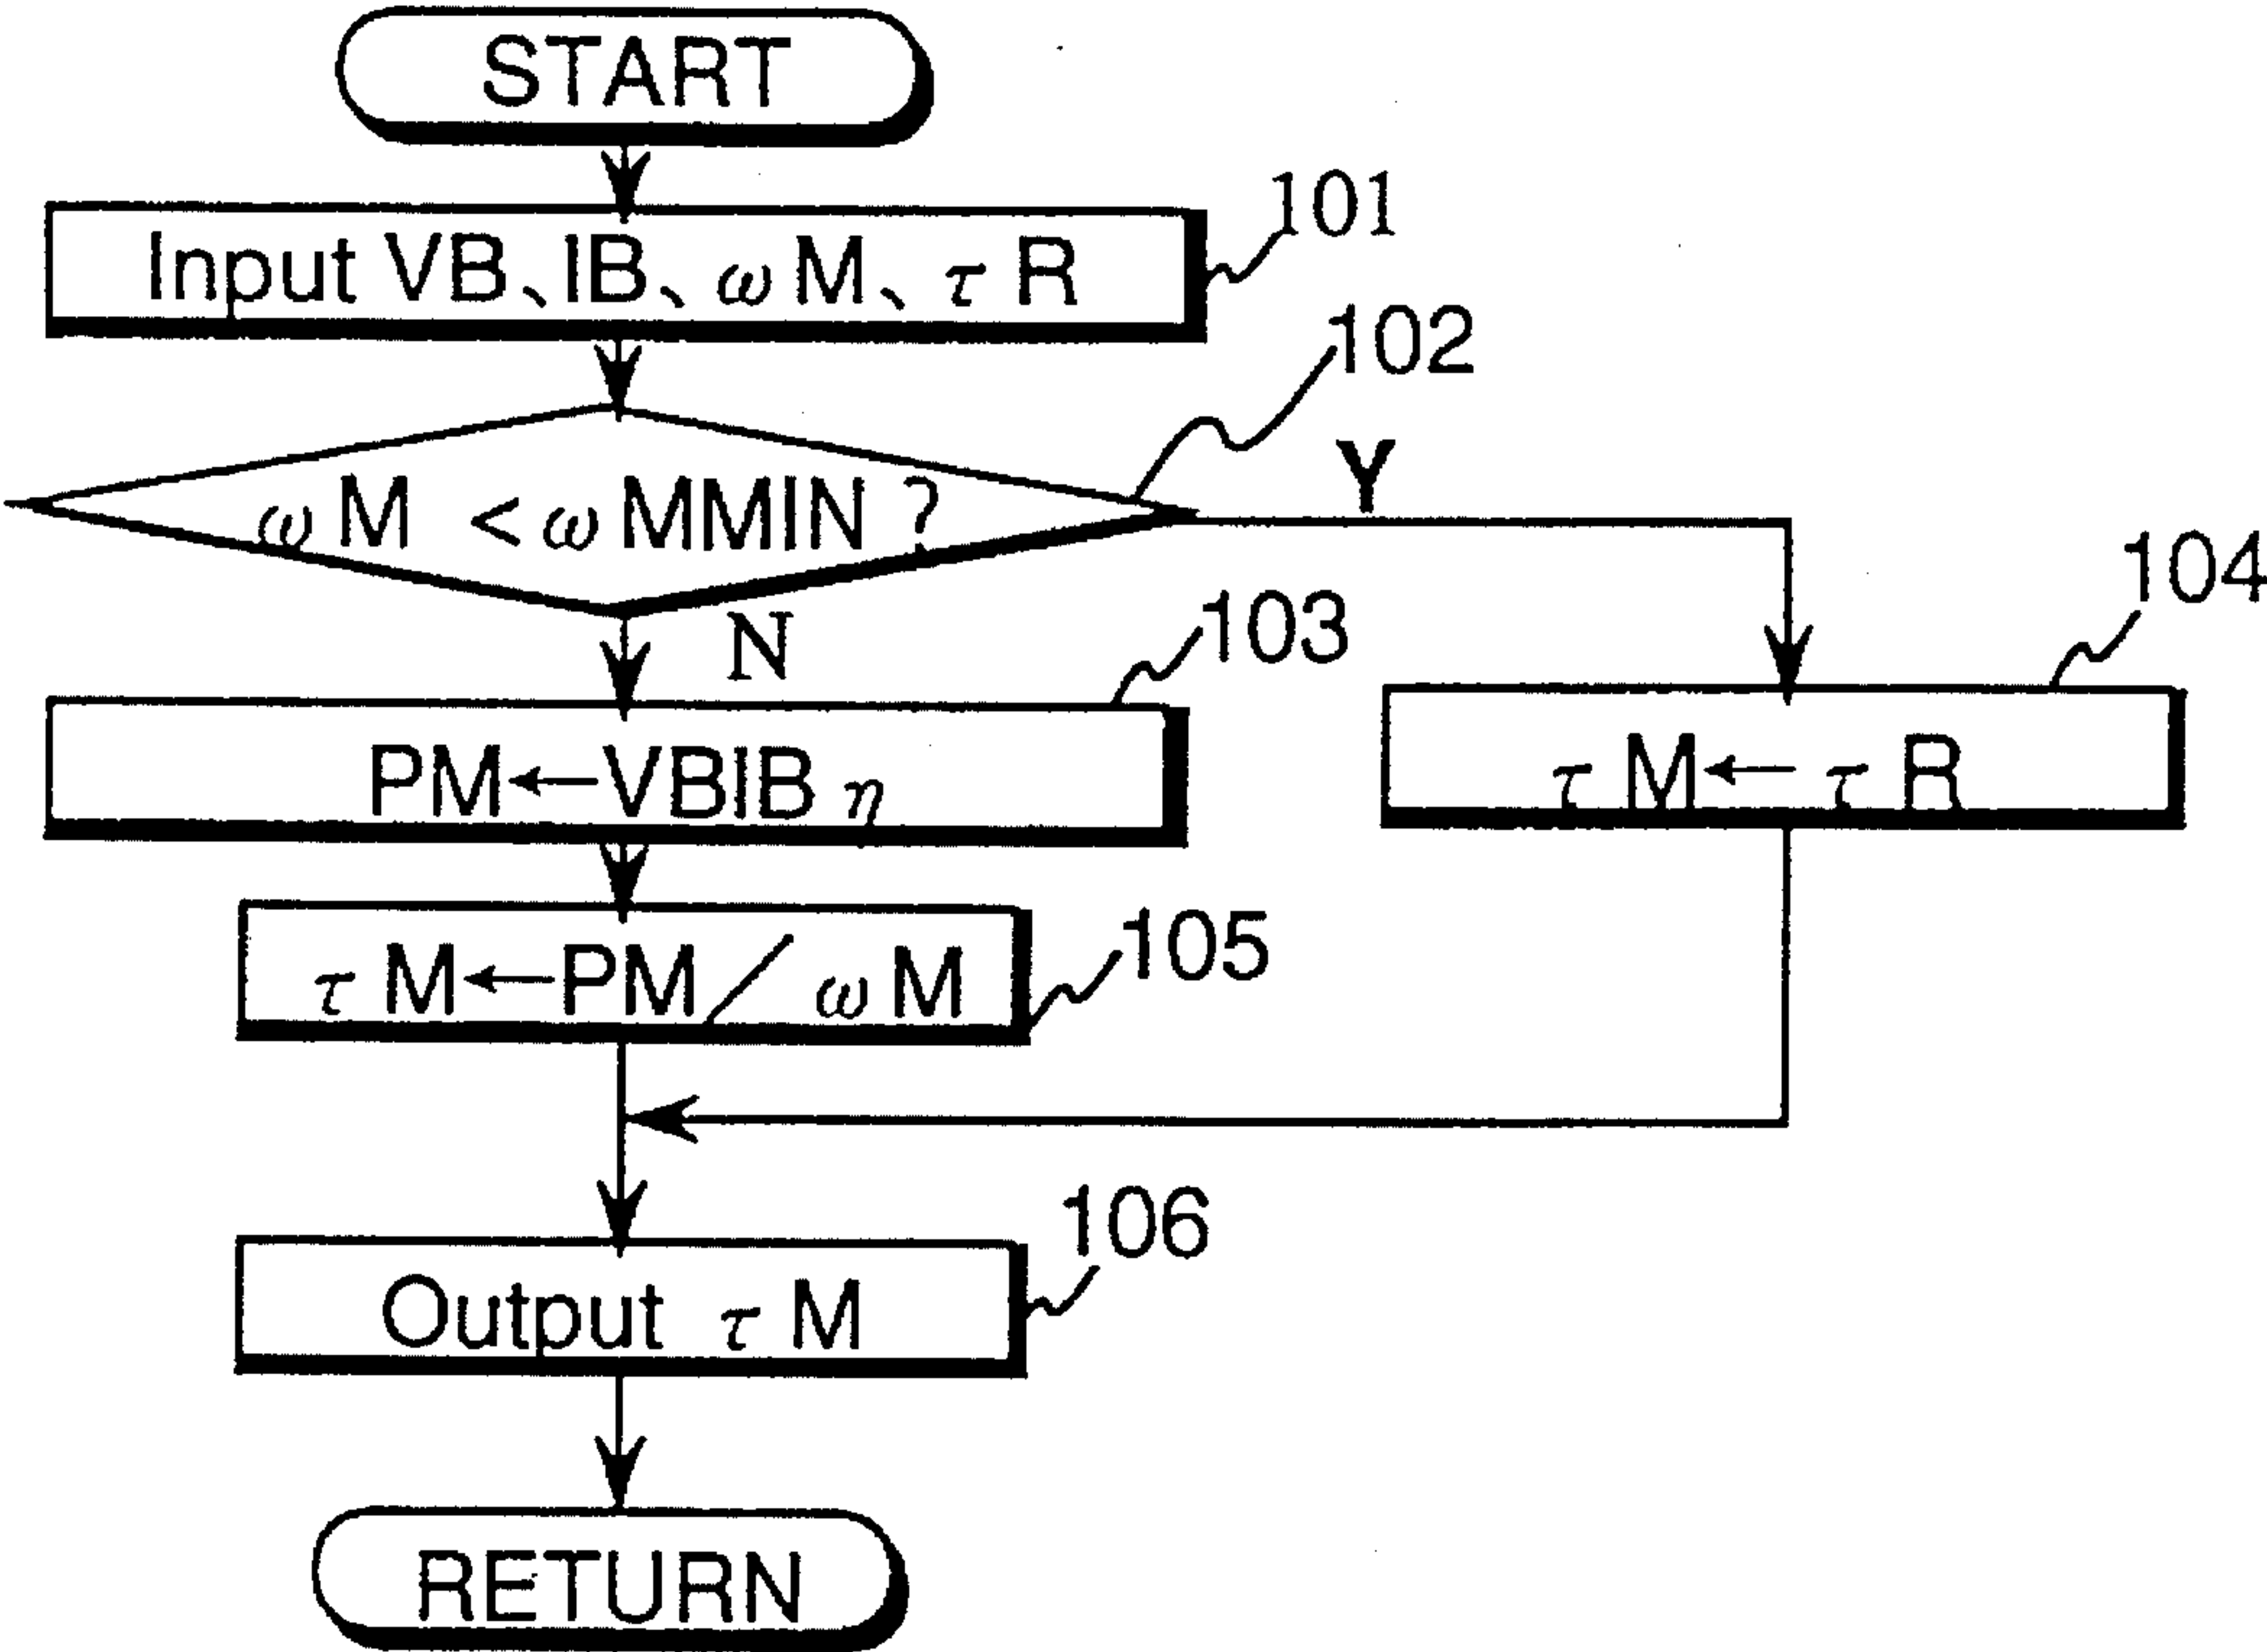 START
101
Input VB、IB、ωM、τR
102
ωM <ωMMIN ?
Y
N
103
104
PM←VBIBη
τM←τR
105
τM←PM／ωM
106
Output τM
RETURN